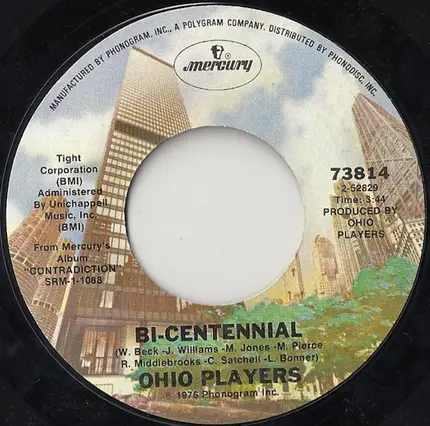 MANUFACTURED BY PHONOGRAM, INC., A POLYGRAM COMPANY, DISTRIBUTED BY PHONODISC, INC.
mercury
Tight
Corporation
(BMI)
Administered
By Unichappell
Music, Inc.
(BMI)
From Mercury's
Album
"CONTRADICTION"
SRM-1-1088
73814
2-52829
Time: 3:44
PRODUCED BY
OHIO
PLAYERS
BI-CENTENNIAL
(W. Beck -J. Williams -M. Jones -M. Pierce
R. Middlebrooks -C. Satchell -L. Bonner)
OHIO PLAYERS
℗ 1976 Phonogram Inc.